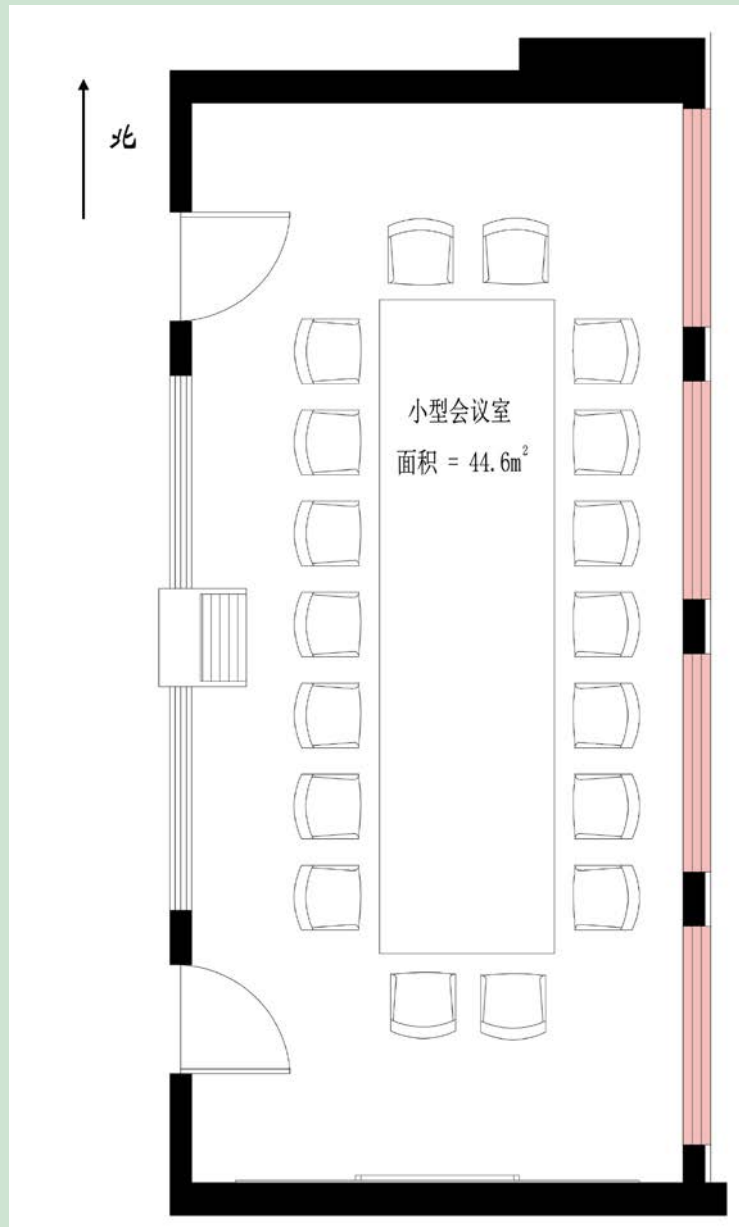 北
小型会议室
面积 = 44.6m²